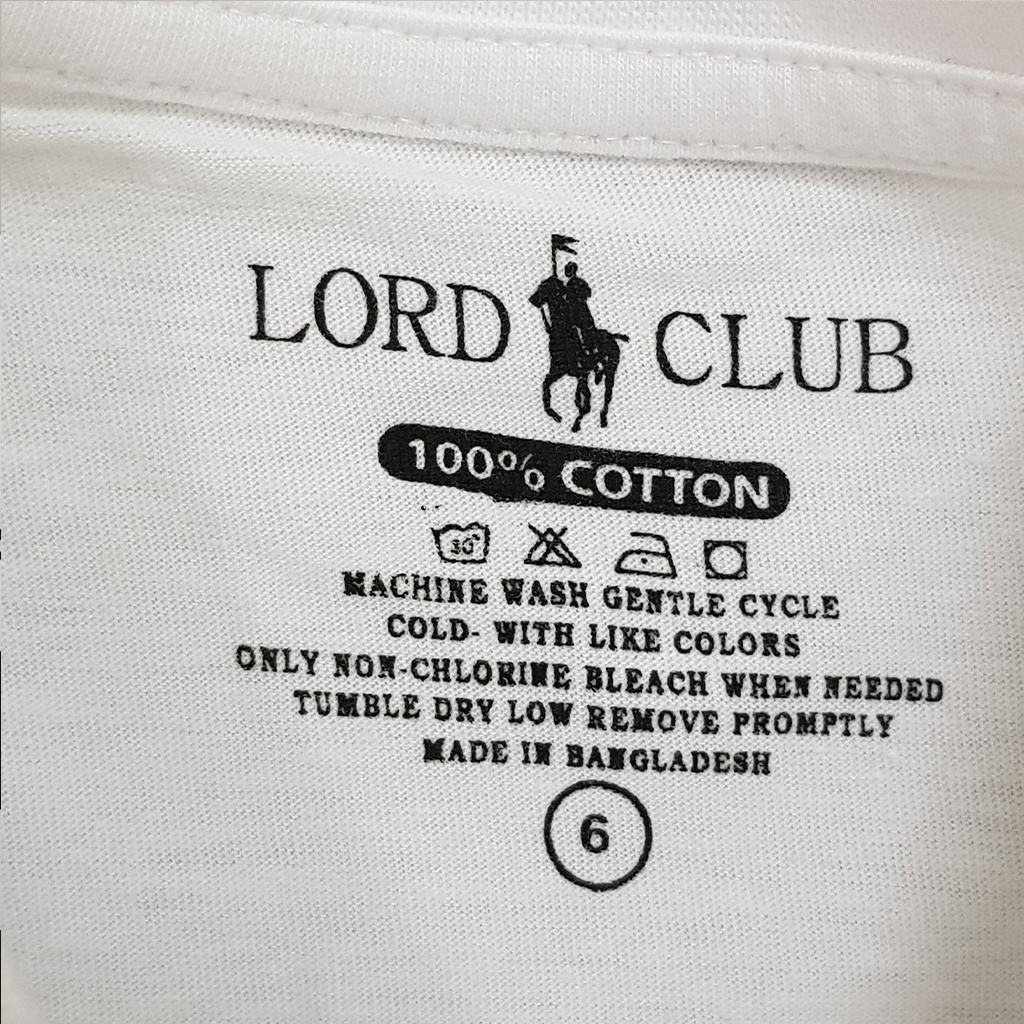 LORD CLUB
100% COTTON
30°
MACHINE WASH GENTLE CYCLE
COLD- WITH LIKE COLORS
ONLY NON-CHLORINE BLEACH WHEN NEEDED
TUMBLE DRY LOW REMOVE PROMPTLY
MADE IN BANGLADESH
6